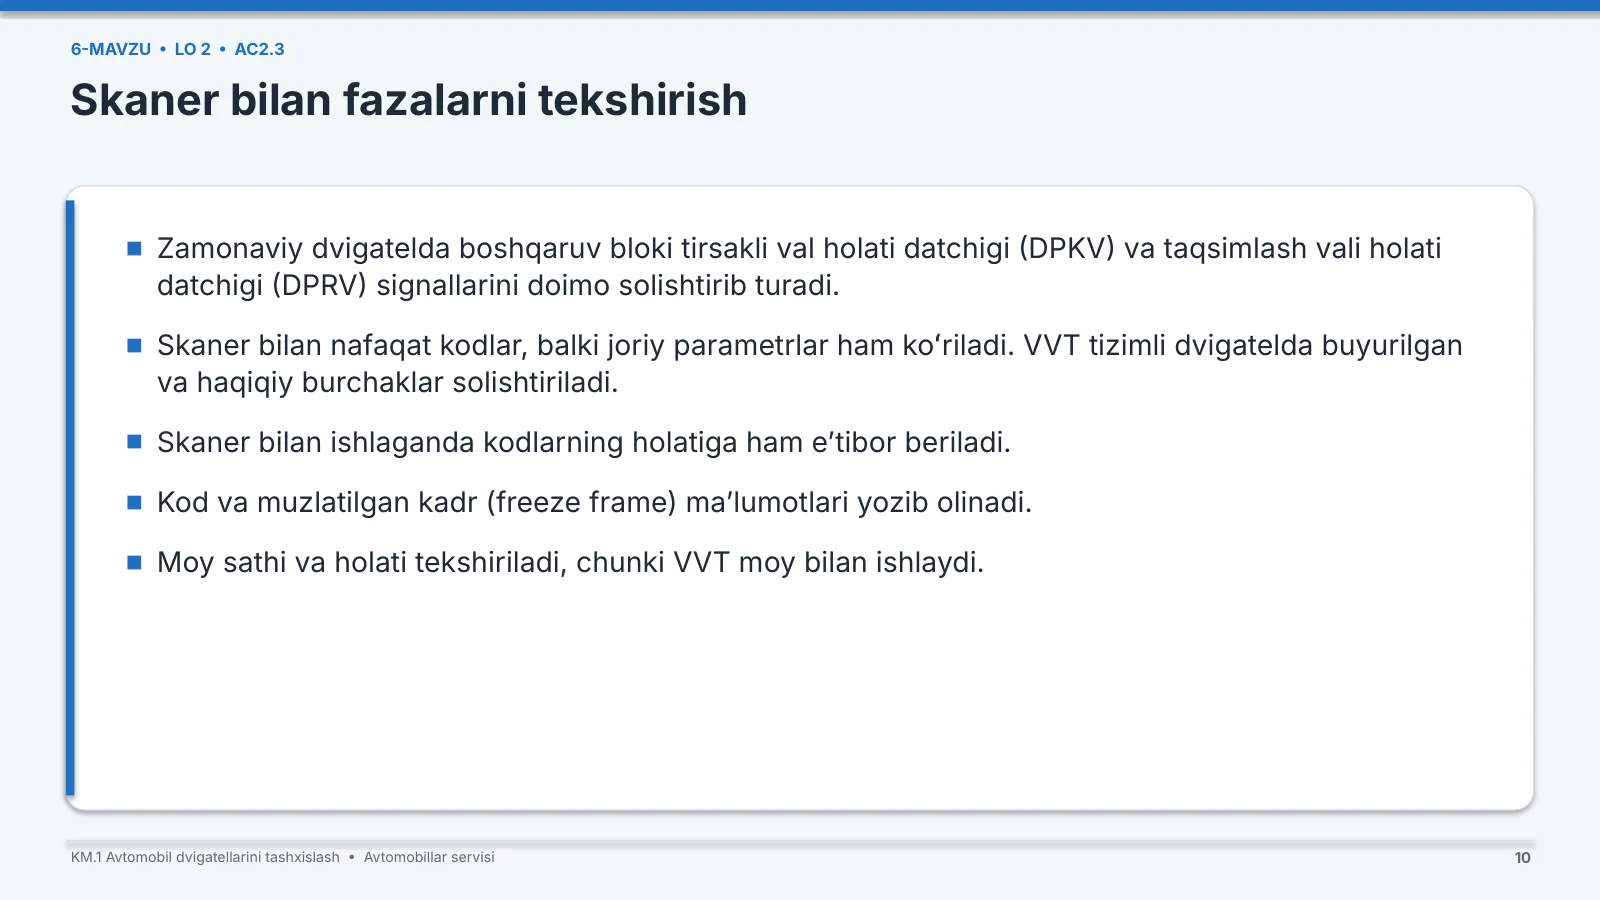 6-MAVZU • LO 2 • AC2.3
Skaner bilan fazalarni tekshirish
Zamonaviy dvigatelda boshqaruv bloki tirsakli val holati datchigi (DPKV) va taqsimlash vali holati
datchigi (DPRV) signallarini doimo solishtirib turadi.
Skaner bilan nafaqat kodlar, balki joriy parametrlar ham koʻriladi. VVT tizimli dvigatelda buyurilgan
va haqiqiy burchaklar solishtiriladi.
Skaner bilan ishlaganda kodlarning holatiga ham eʼtibor beriladi.
Kod va muzlatilgan kadr (freeze frame) maʼlumotlari yozib olinadi.
Moy sathi va holati tekshiriladi, chunki VVT moy bilan ishlaydi.
KM.1 Avtomobil dvigatellarini tashxislash • Avtomobillar servisi
10